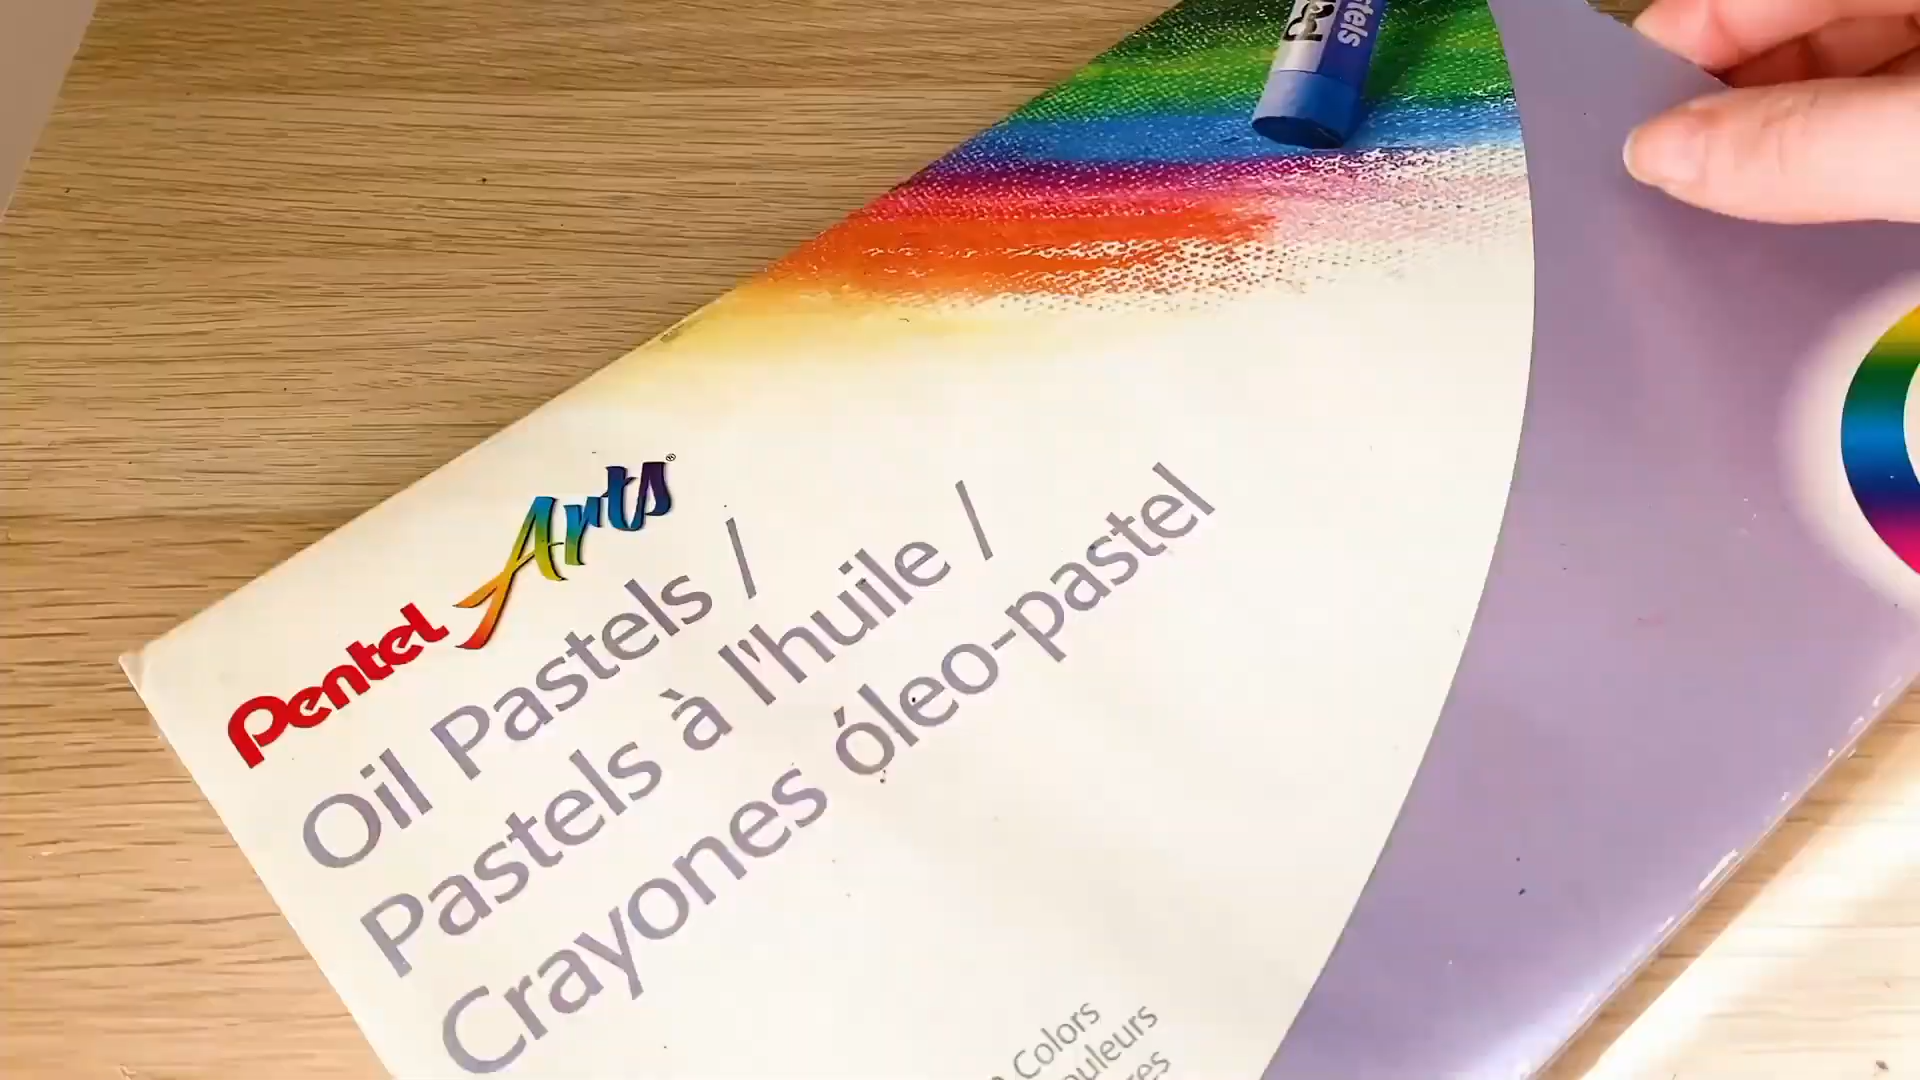 Pentel Arts®
Oil Pastels /
Pastels à l'huile /
Crayones óleo-pastel
Colors